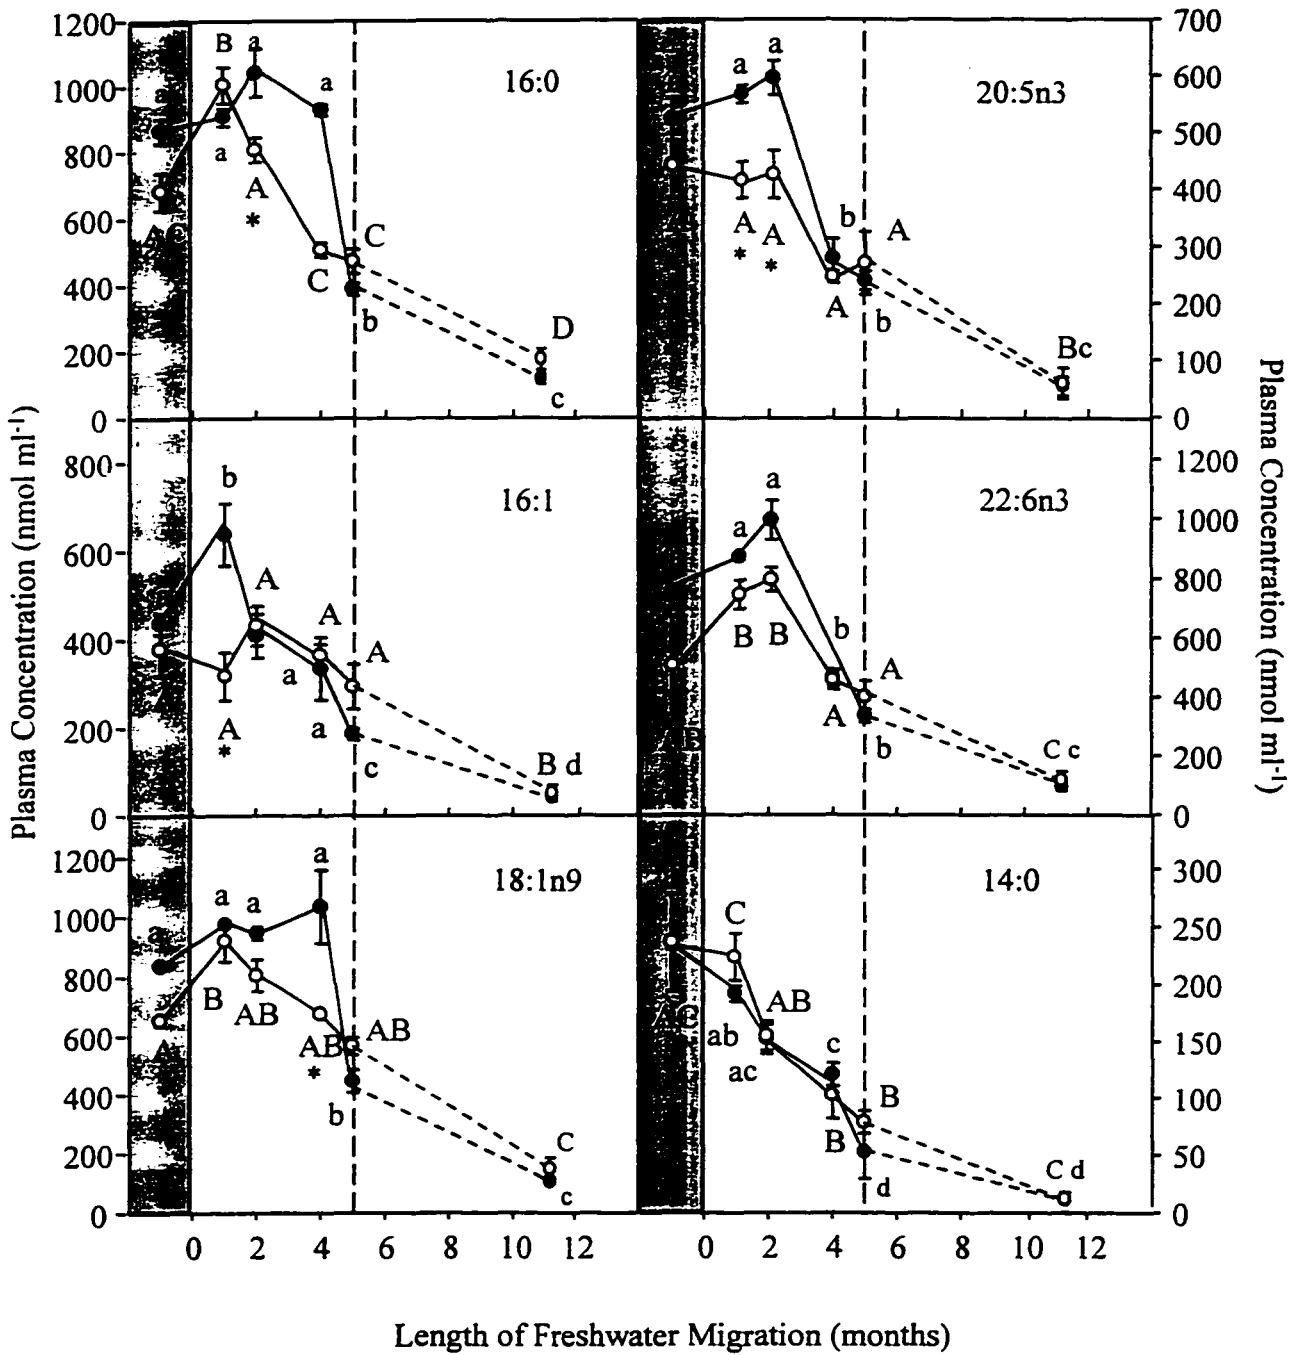 1200
1000
800
600
400
200
0
a
B
a
a
a
A
*
C
C
b
D
c
16:0
700
600
500
400
300
200
100
0
a
a
A
*
A
*
b
A
A
b
Bc
20:5n3
800
600
400
200
0
b
A
*
A
a
A
a
A
c
B d
16:1
1200
1000
800
600
400
200
0
a
a
B
B
b
A
A
b
C c
22:6n3
1200
1000
800
600
400
200
0
a
A
a
B
a
AB
a
AB
*
AB
b
C
c
18:1n9
300
250
200
150
100
50
0
C
ab
AB
ac
c
B
B
d
C d
14:0
0 2 4 6 8 10 12
0 2 4 6 8 10 12
Plasma Concentration (nmol ml-1)
Plasma Concentration (nmol ml-1)
Length of Freshwater Migration (months)